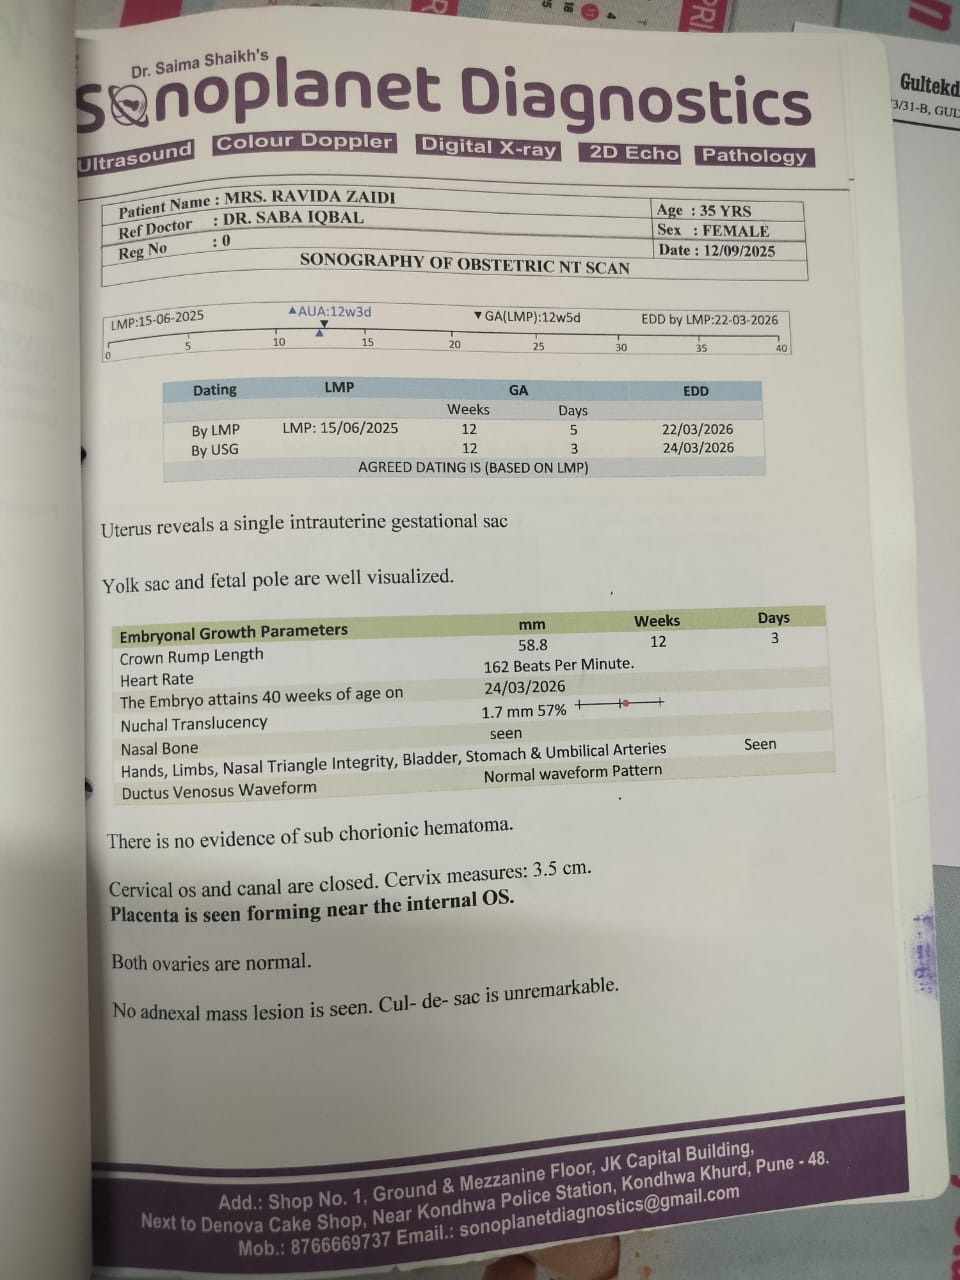 Dr. Saima Shaikh's
Sonoplanet Diagnostics
Ultrasound Colour Doppler Digital X-ray 2D Echo Pathology
Gultekd
3/31-B, GUL
Patient Name : MRS. RAVIDA ZAIDI
Age : 35 YRS
Ref Doctor : DR. SABA IQBAL
Sex : FEMALE
Reg No : 0
Date : 12/09/2025
SONOGRAPHY OF OBSTETRIC NT SCAN
LMP:15-06-2025 ▲AUA:12w3d ▼GA(LMP):12w5d EDD by LMP:22-03-2026
0 5 10 15 20 25 30 35 40
Dating LMP GA EDD
Weeks Days
By LMP LMP: 15/06/2025 12 5 22/03/2026
By USG 12 3 24/03/2026
AGREED DATING IS (BASED ON LMP)
Uterus reveals a single intrauterine gestational sac
Yolk sac and fetal pole are well visualized.
Embryonal Growth Parameters mm Weeks Days
Crown Rump Length 58.8 12 3
Heart Rate 162 Beats Per Minute.
The Embryo attains 40 weeks of age on 24/03/2026
Nuchal Translucency 1.7 mm 57%
Nasal Bone seen
Hands, Limbs, Nasal Triangle Integrity, Bladder, Stomach & Umbilical Arteries Seen
Ductus Venosus Waveform Normal waveform Pattern
There is no evidence of sub chorionic hematoma.
Cervical os and canal are closed. Cervix measures: 3.5 cm.
Placenta is seen forming near the internal OS.
Both ovaries are normal.
No adnexal mass lesion is seen. Cul- de- sac is unremarkable.
Add.: Shop No. 1, Ground & Mezzanine Floor, JK Capital Building,
Next to Denova Cake Shop, Near Kondhwa Police Station, Kondhwa Khurd, Pune - 48.
Mob.: 8766669737 Email.: sonoplanetdiagnostics@gmail.com